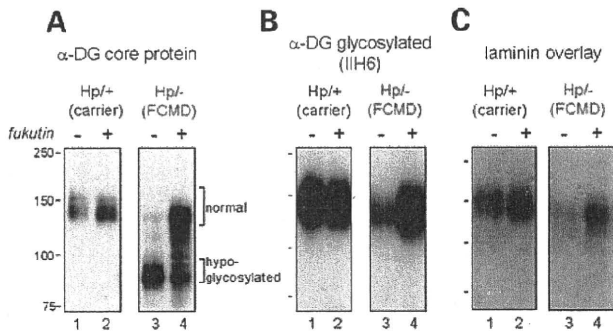 A
α-DG core protein
Hp/+ Hp/-
(carrier) (FCMD)
fukutin - + - +
250-
150-
100-
75-
normal
hypo-
glycosylated
1 2 3 4
B
α-DG glycosylated
(IIH6)
Hp/+ Hp/-
(carrier) (FCMD)
- + - +
1 2 3 4
C
laminin overlay
Hp/+ Hp/-
(carrier) (FCMD)
- + - +
1 2 3 4